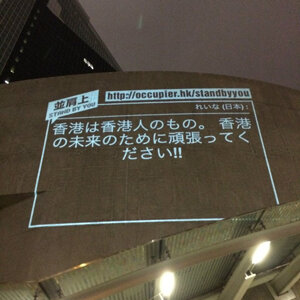 並肩上
STAND BY YOU
http://occupier.hk/standbyyou
れいな (日本) :
香港は香港人のもの。 香港
の未来のために頑張ってく
ださい!!